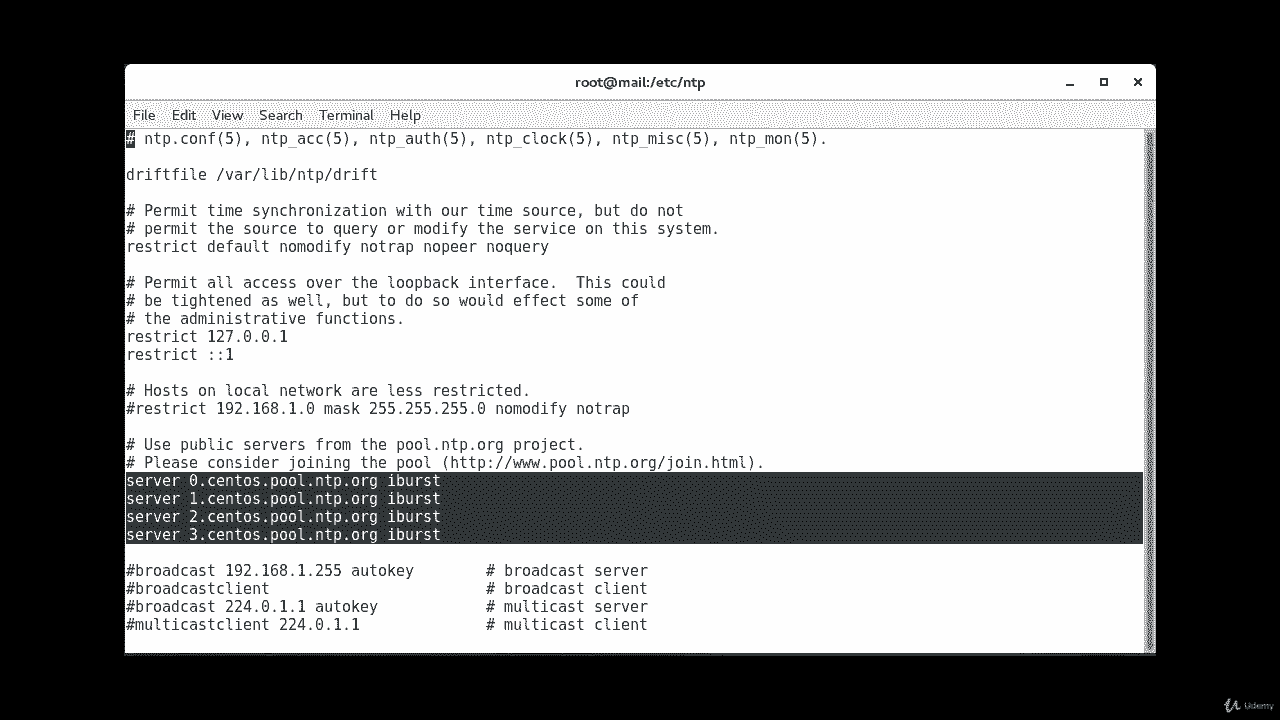 root@mail:/etc/ntp
File Edit View Search Terminal Help
# ntp.conf(5), ntp_acc(5), ntp_auth(5), ntp_clock(5), ntp_misc(5), ntp_mon(5).
driftfile /var/lib/ntp/drift
# Permit time synchronization with our time source, but do not
# permit the source to query or modify the service on this system.
restrict default nomodify notrap nopeer noquery
# Permit all access over the loopback interface.  This could
# be tightened as well, but to do so would effect some of
# the administrative functions.
restrict 127.0.0.1
restrict ::1
# Hosts on local network are less restricted.
#restrict 192.168.1.0 mask 255.255.255.0 nomodify notrap
# Use public servers from the pool.ntp.org project.
# Please consider joining the pool (http://www.pool.ntp.org/join.html).
server 0.centos.pool.ntp.org iburst
server 1.centos.pool.ntp.org iburst
server 2.centos.pool.ntp.org iburst
server 3.centos.pool.ntp.org iburst
#broadcast 192.168.1.255 autokey        # broadcast server
#broadcastclient                        # broadcast client
#broadcast 224.0.1.1 autokey            # multicast server
#multicastclient 224.0.1.1              # multicast client
Udemy